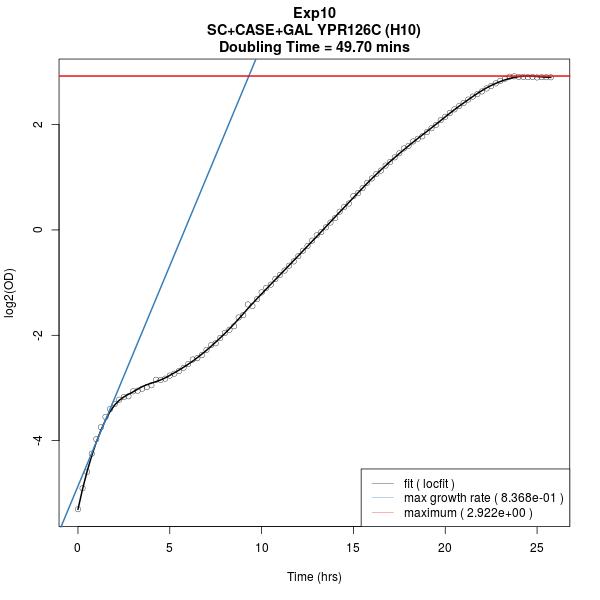 Exp10
SC+CASE+GAL YPR126C (H10)
Doubling Time = 49.70 mins
log2(OD)
2
0
-2
-4
fit ( locfit )
max growth rate ( 8.368e-01 )
maximum ( 2.922e+00 )
0 5 10 15 20 25
Time (hrs)